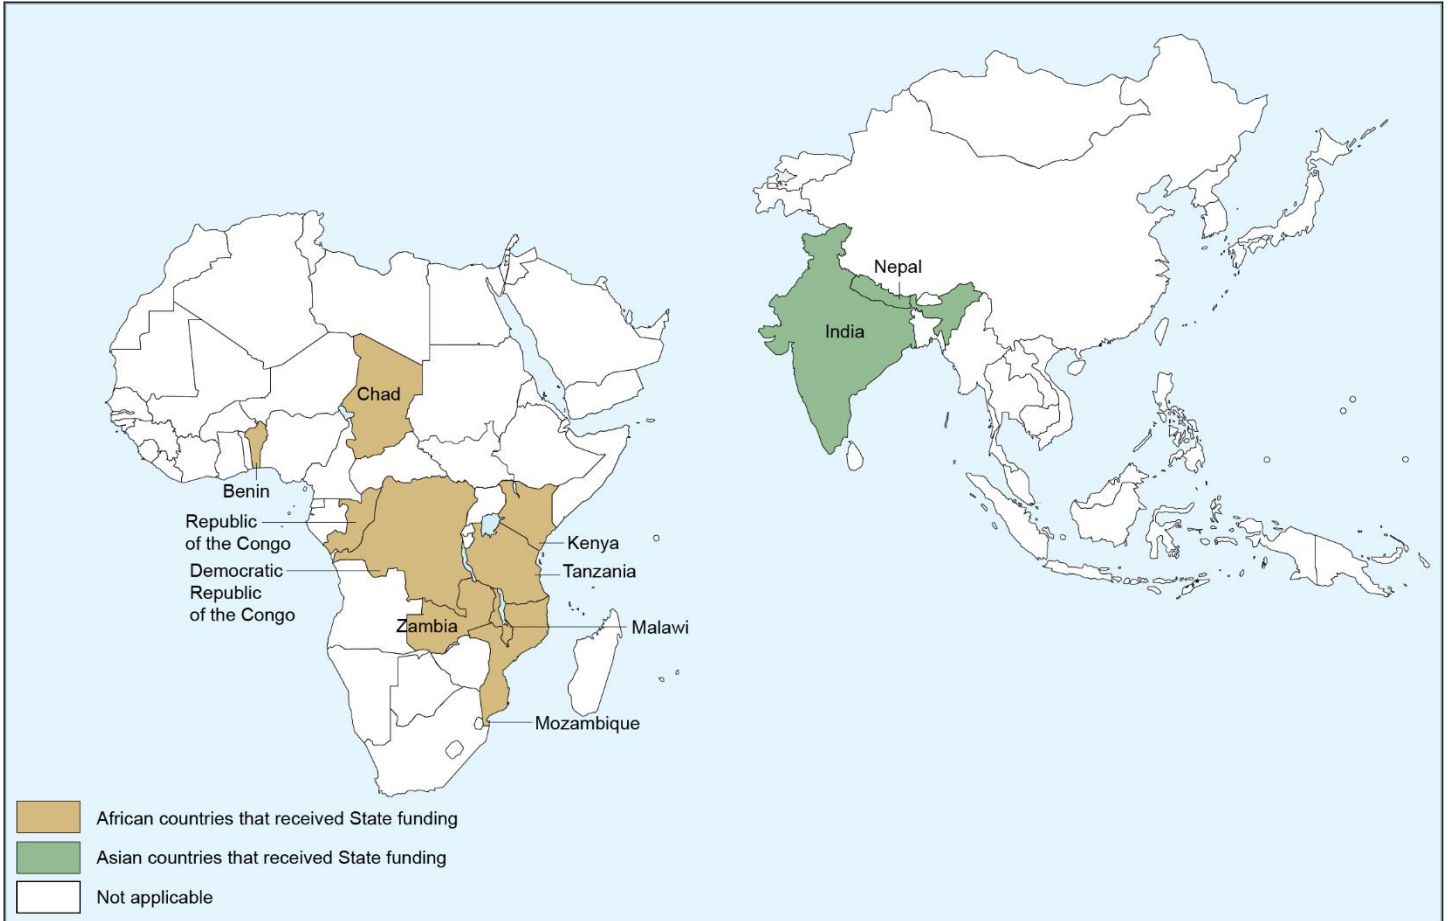 Nepal
India
Chad
Benin
Republic
of the Congo
Democratic
Republic
of the Congo
Kenya
Tanzania
Zambia
Malawi
Mozambique
African countries that received State funding
Asian countries that received State funding
Not applicable